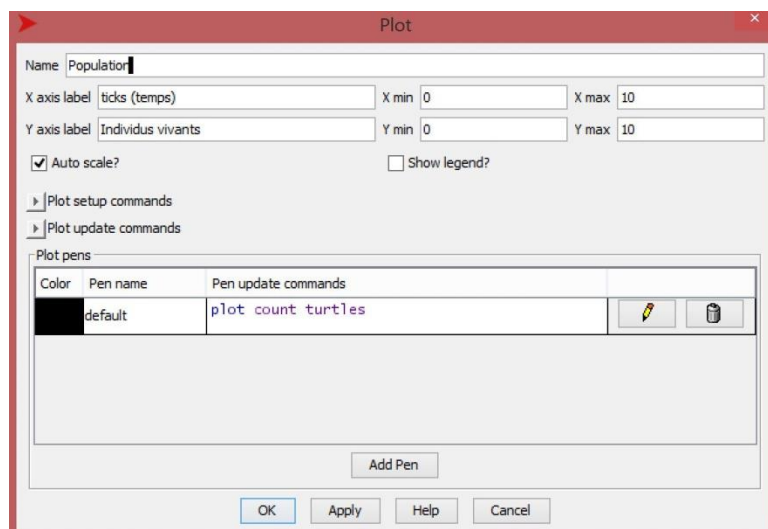 Plot
Name Population
X axis label ticks (temps) X min 0 X max 10
Y axis label Individus vivants Y min 0 Y max 10
Auto scale? Show legend?
Plot setup commands
Plot update commands
Plot pens
Color Pen name Pen update commands
default plot count turtles
Add Pen
OK Apply Help Cancel